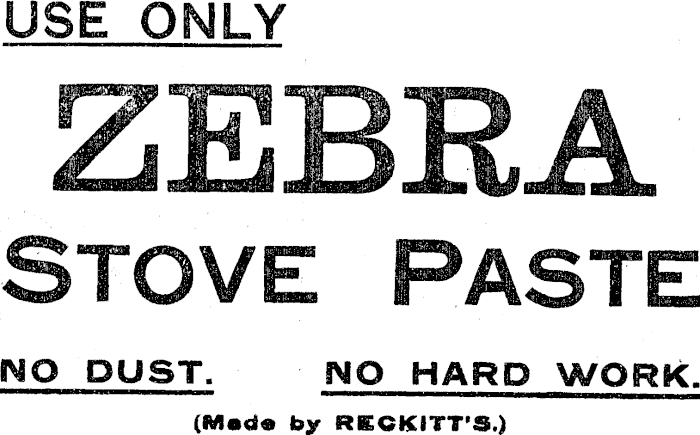 USE ONLY
ZEBRA
STOVE PASTE
NO DUST. NO HARD WORK.
(Made by RECKITT'S.)